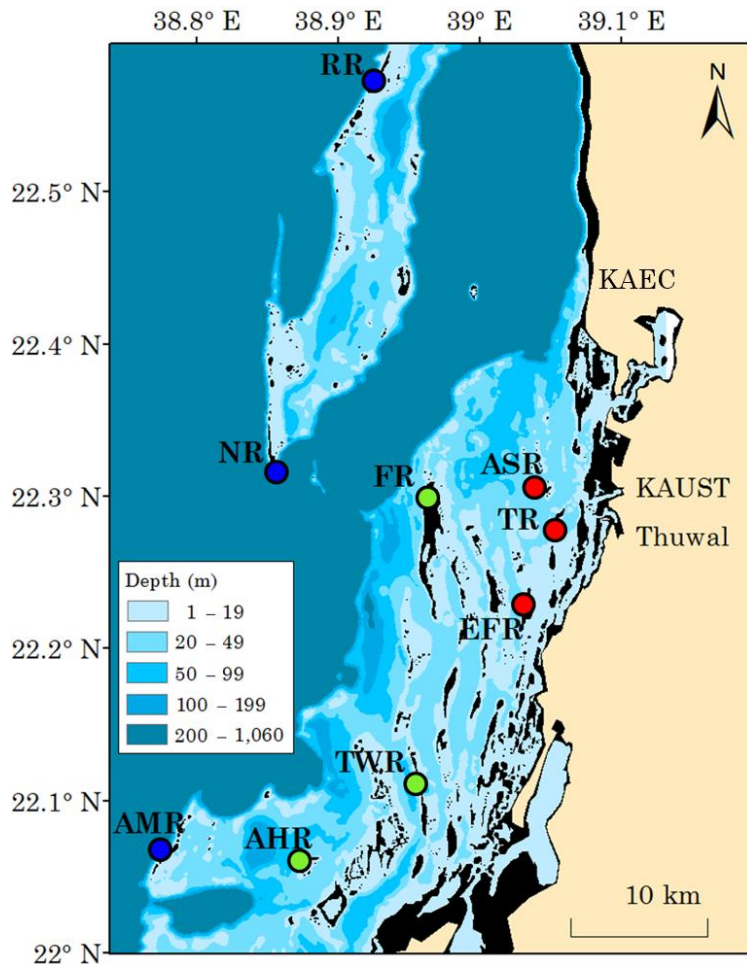 38.8° E 38.9° E 39° E 39.1° E
RR
N
22.5° N
KAEC
22.4° N
NR
FR
ASR
22.3° N
KAUST
TR
Thuwal
Depth (m)
1 – 19
20 – 49
50 – 99
100 – 199
200 – 1,060
EFR
22.2° N
TWR
22.1° N
AMR
AHR
10 km
22° N